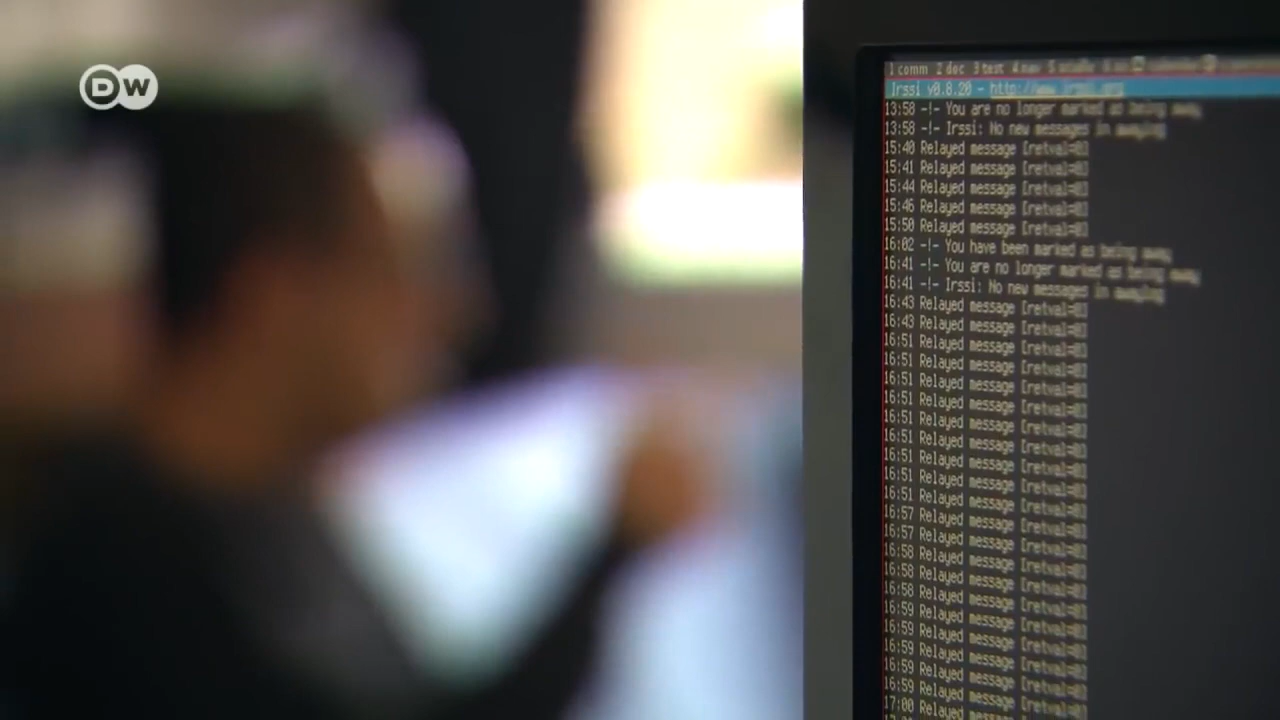 DW
1 comm 2 dec 3 test
Irssi v0.8.20 - http://www.irssi.org
13:58 -!- You are no longer marked as being away
13:58 -!- Irssi: No new messages in awaylog
15:40 Relayed message [retval=0]
15:41 Relayed message [retval=0]
15:44 Relayed message [retval=0]
15:46 Relayed message [retval=0]
15:50 Relayed message [retval=0]
16:02 -!- You have been marked as being away
16:41 -!- You are no longer marked as being away
16:41 -!- Irssi: No new messages in awaylog
16:43 Relayed message [retval=0]
16:43 Relayed message [retval=0]
16:51 Relayed message [retval=0]
16:51 Relayed message [retval=0]
16:51 Relayed message [retval=0]
16:51 Relayed message [retval=0]
16:51 Relayed message [retval=0]
16:51 Relayed message [retval=0]
16:51 Relayed message [retval=0]
16:51 Relayed message [retval=0]
16:51 Relayed message [retval=0]
16:57 Relayed message [retval=0]
16:57 Relayed message [retval=0]
16:58 Relayed message [retval=0]
16:58 Relayed message [retval=0]
16:58 Relayed message [retval=0]
16:59 Relayed message [retval=0]
16:59 Relayed message [retval=0]
16:59 Relayed message [retval=0]
16:59 Relayed message [retval=0]
16:59 Relayed message [retval=0]
17:00 Relayed message [retval=0]